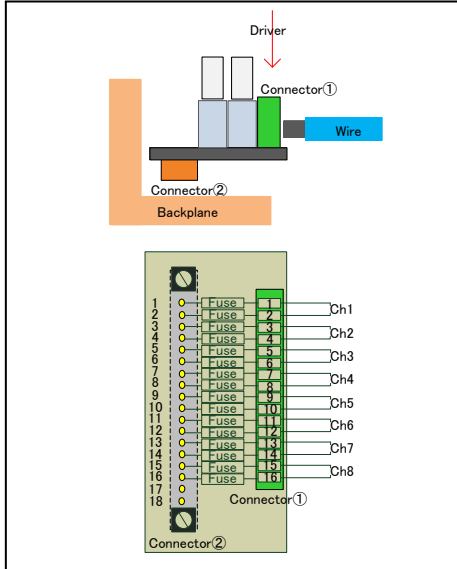 Driver
Connector①
Wire
Connector②
Backplane
1 Fuse 1 Ch1
2 Fuse 2
3 Fuse 3 Ch2
4 Fuse 4
5 Fuse 5 Ch3
6 Fuse 6
7 Fuse 7 Ch4
8 Fuse 8
9 Fuse 9 Ch5
10 Fuse 10
11 Fuse 11 Ch6
12 Fuse 12
13 Fuse 13 Ch7
14 Fuse 14
15 Fuse 15 Ch8
16 Fuse 16
17
18
Connector①
Connector②